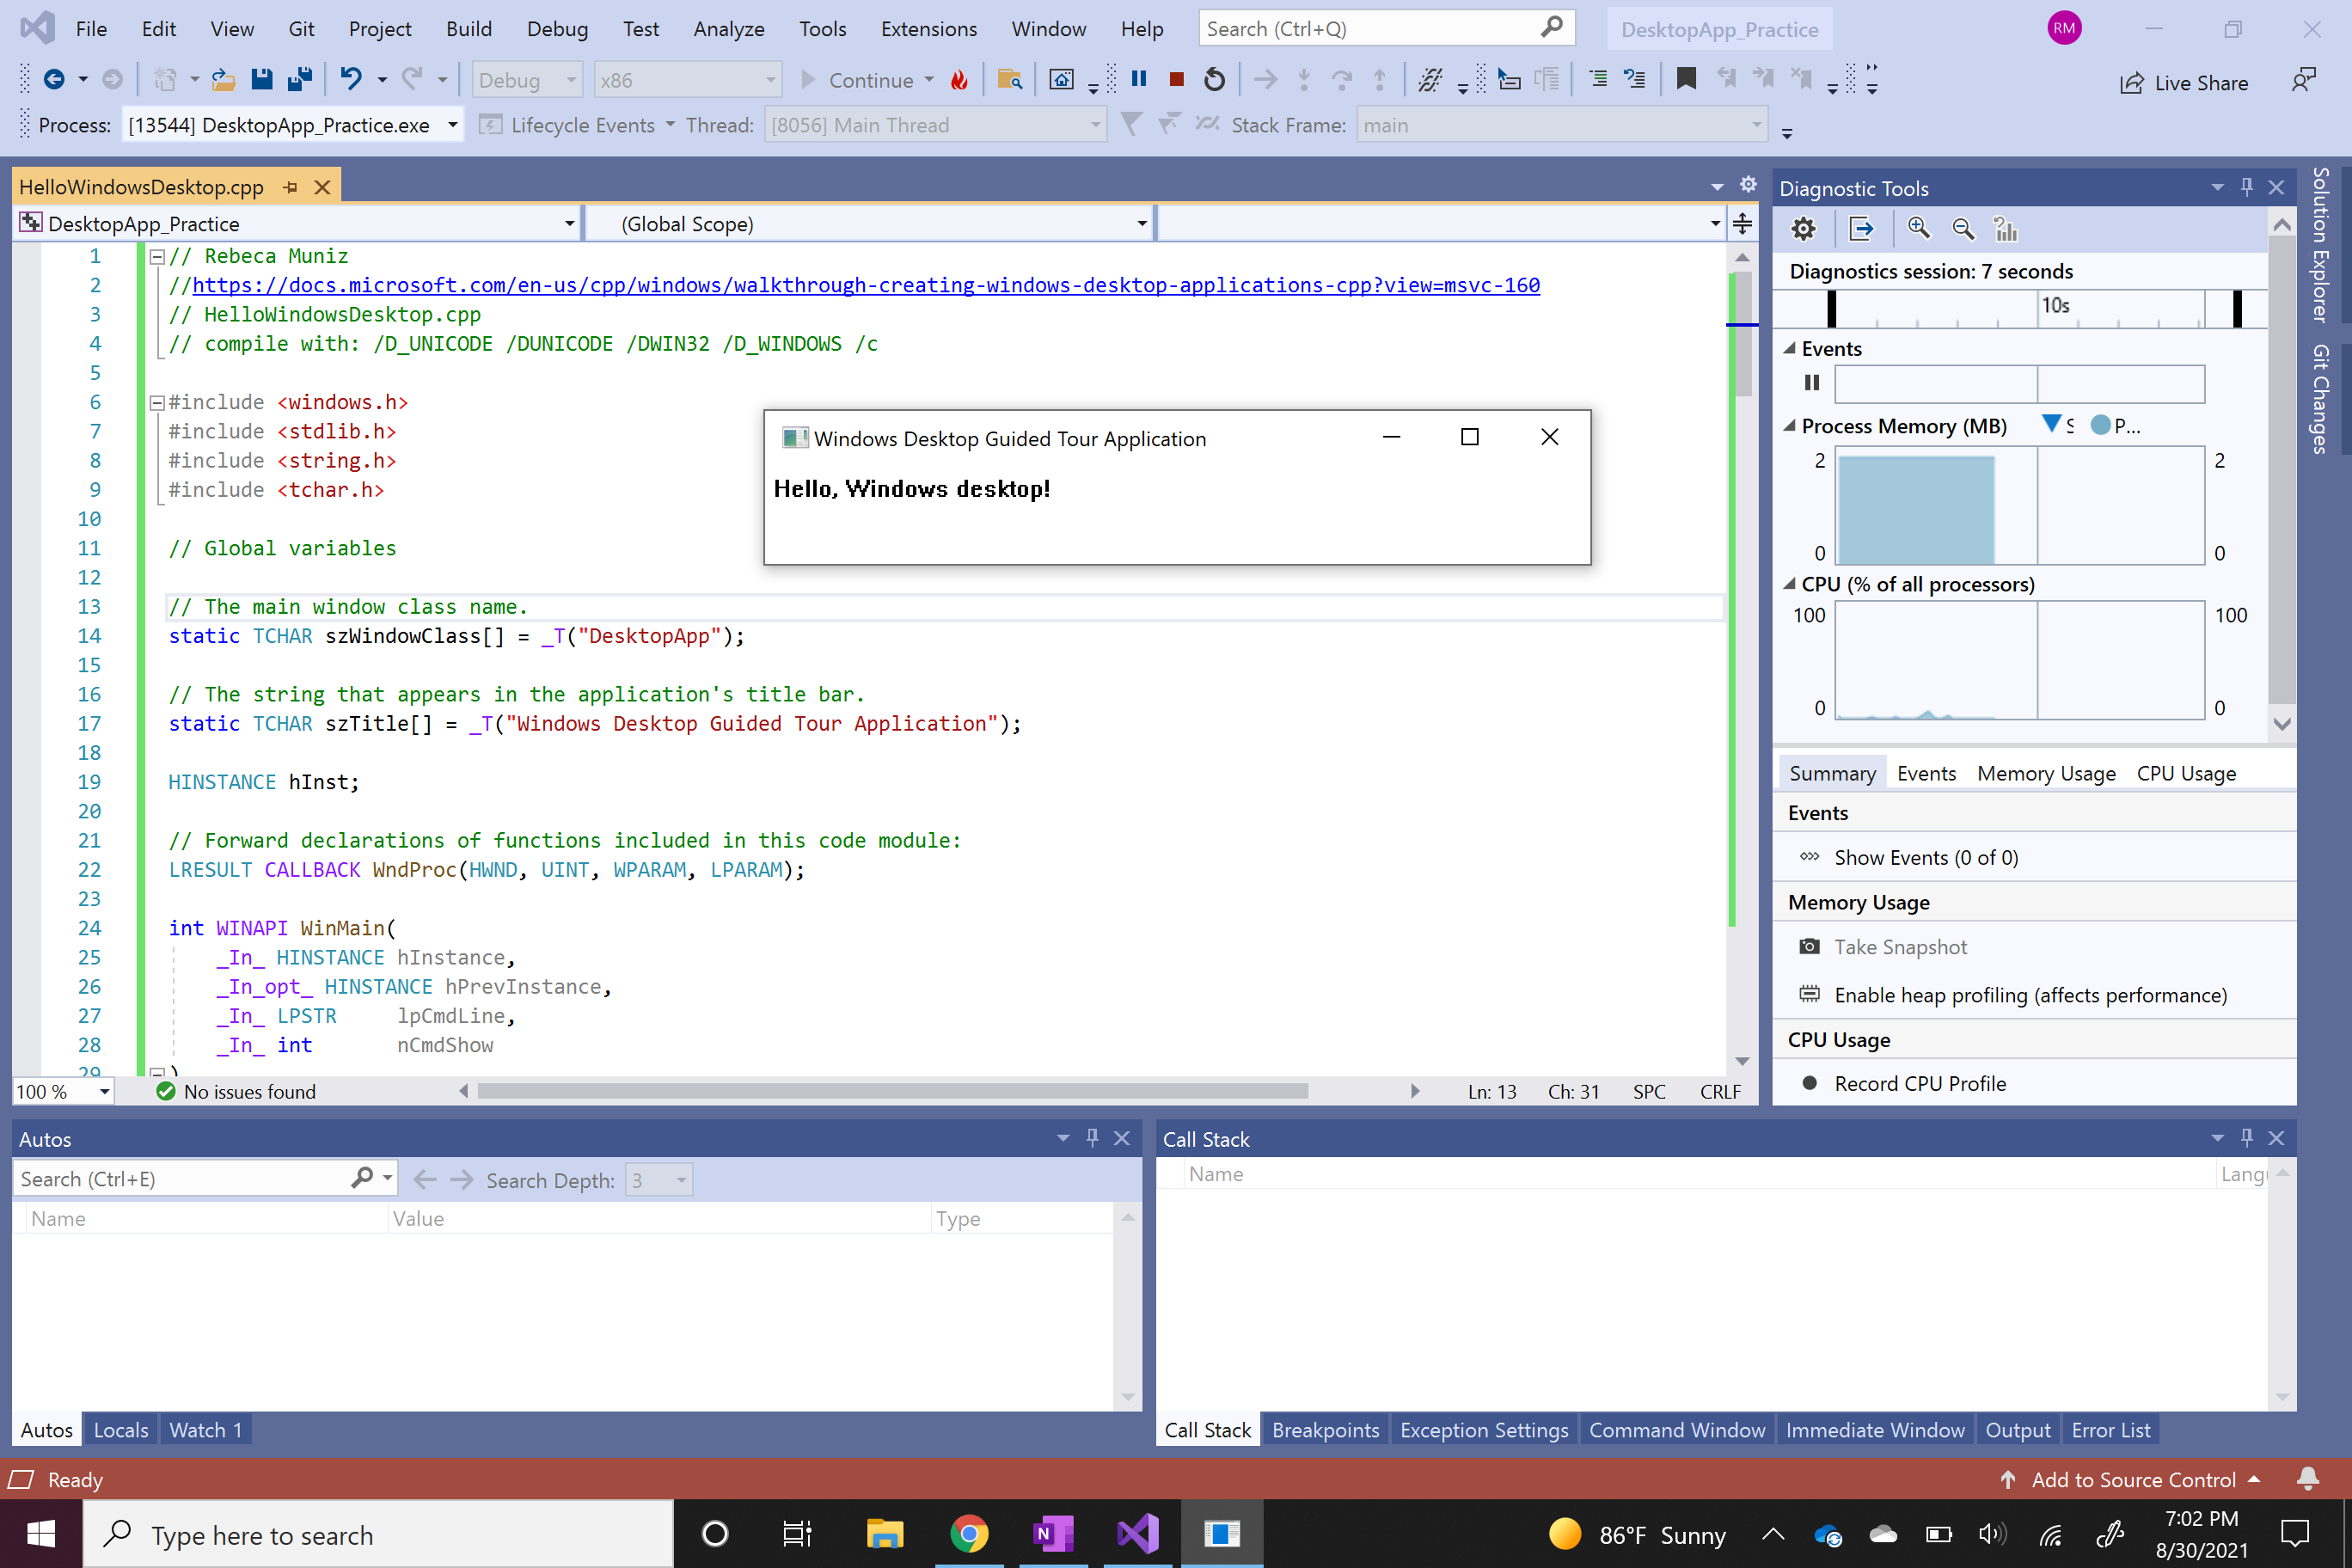 File Edit View Git Project Build Debug Test Analyze Tools Extensions Window Help Search (Ctrl+Q) DesktopApp_Practice RM
Debug x86 Continue Live Share
Process: [13544] DesktopApp_Practice.exe Lifecycle Events Thread: [8056] Main Thread Stack Frame: main
HelloWindowsDesktop.cpp
DesktopApp_Practice (Global Scope)
1 // Rebeca Muniz
2 //https://docs.microsoft.com/en-us/cpp/windows/walkthrough-creating-windows-desktop-applications-cpp?view=msvc-160
3 // HelloWindowsDesktop.cpp
4 // compile with: /D_UNICODE /DUNICODE /DWIN32 /D_WINDOWS /c
5
6 #include <windows.h>
7 #include <stdlib.h>
8 #include <string.h>
9 #include <tchar.h>
10
11 // Global variables
12
13 // The main window class name.
14 static TCHAR szWindowClass[] = _T("DesktopApp");
15
16 // The string that appears in the application's title bar.
17 static TCHAR szTitle[] = _T("Windows Desktop Guided Tour Application");
18
19 HINSTANCE hInst;
20
21 // Forward declarations of functions included in this code module:
22 LRESULT CALLBACK WndProc(HWND, UINT, WPARAM, LPARAM);
23
24 int WINAPI WinMain(
25 _In_ HINSTANCE hInstance,
26 _In_opt_ HINSTANCE hPrevInstance,
27 _In_ LPSTR lpCmdLine,
28 _In_ int nCmdShow
29 )
100 % No issues found Ln: 13 Ch: 31 SPC CRLF
Windows Desktop Guided Tour Application
Hello, Windows desktop!
Diagnostic Tools
Diagnostics session: 7 seconds
10s
Events
Process Memory (MB) S P...
2 2
0 0
CPU (% of all processors)
100 100
0 0
Summary Events Memory Usage CPU Usage
Events
Show Events (0 of 0)
Memory Usage
Take Snapshot
Enable heap profiling (affects performance)
CPU Usage
Record CPU Profile
Solution Explorer
Git Changes
Autos
Search (Ctrl+E) Search Depth: 3
Name Value Type
Autos Locals Watch 1
Call Stack
Name Langu
Call Stack Breakpoints Exception Settings Command Window Immediate Window Output Error List
Ready Add to Source Control
Type here to search N 86°F Sunny 7:02 PM
8/30/2021